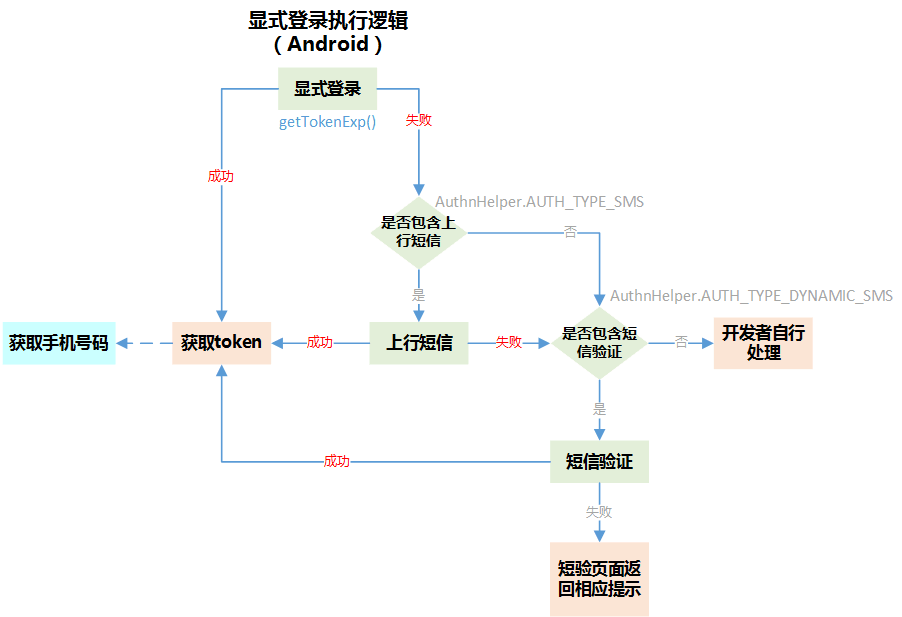 显式登录执行逻辑
（Android）
显式登录
getTokenExp()
失败
成功
AuthnHelper.AUTH_TYPE_SMS
是否包含上
行短信
否
是
AuthnHelper.AUTH_TYPE_DYNAMIC_SMS
获取手机号码
获取token
成功
上行短信
失败
是否包含短
信验证
否
开发者自行
处理
是
成功
短信验证
失败
短验页面返
回相应提示